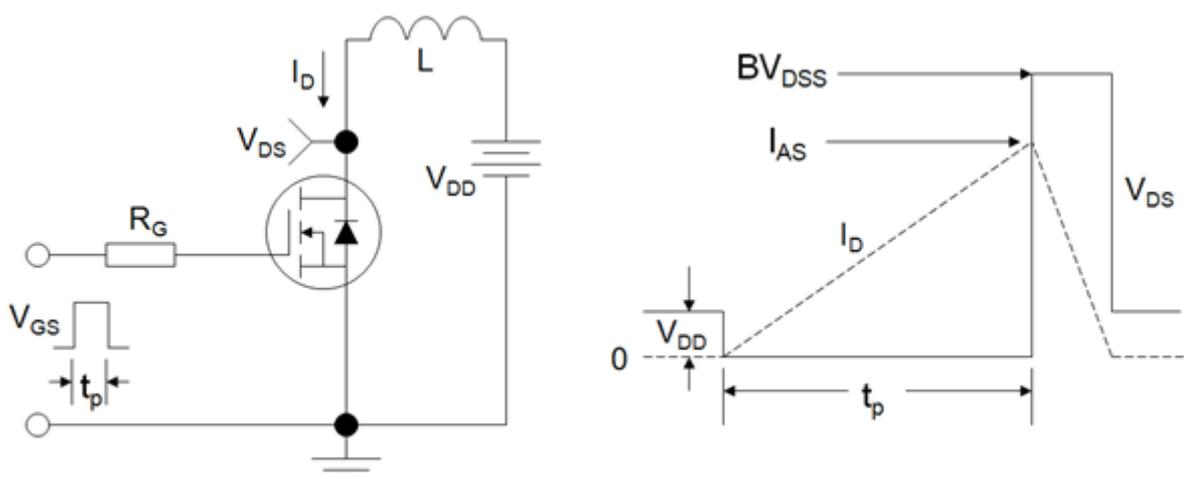 L
I_D
V_DS
V_DD
R_G
V_GS
t_p
BV_DSS
I_AS
V_DS
I_D
V_DD
0
t_p